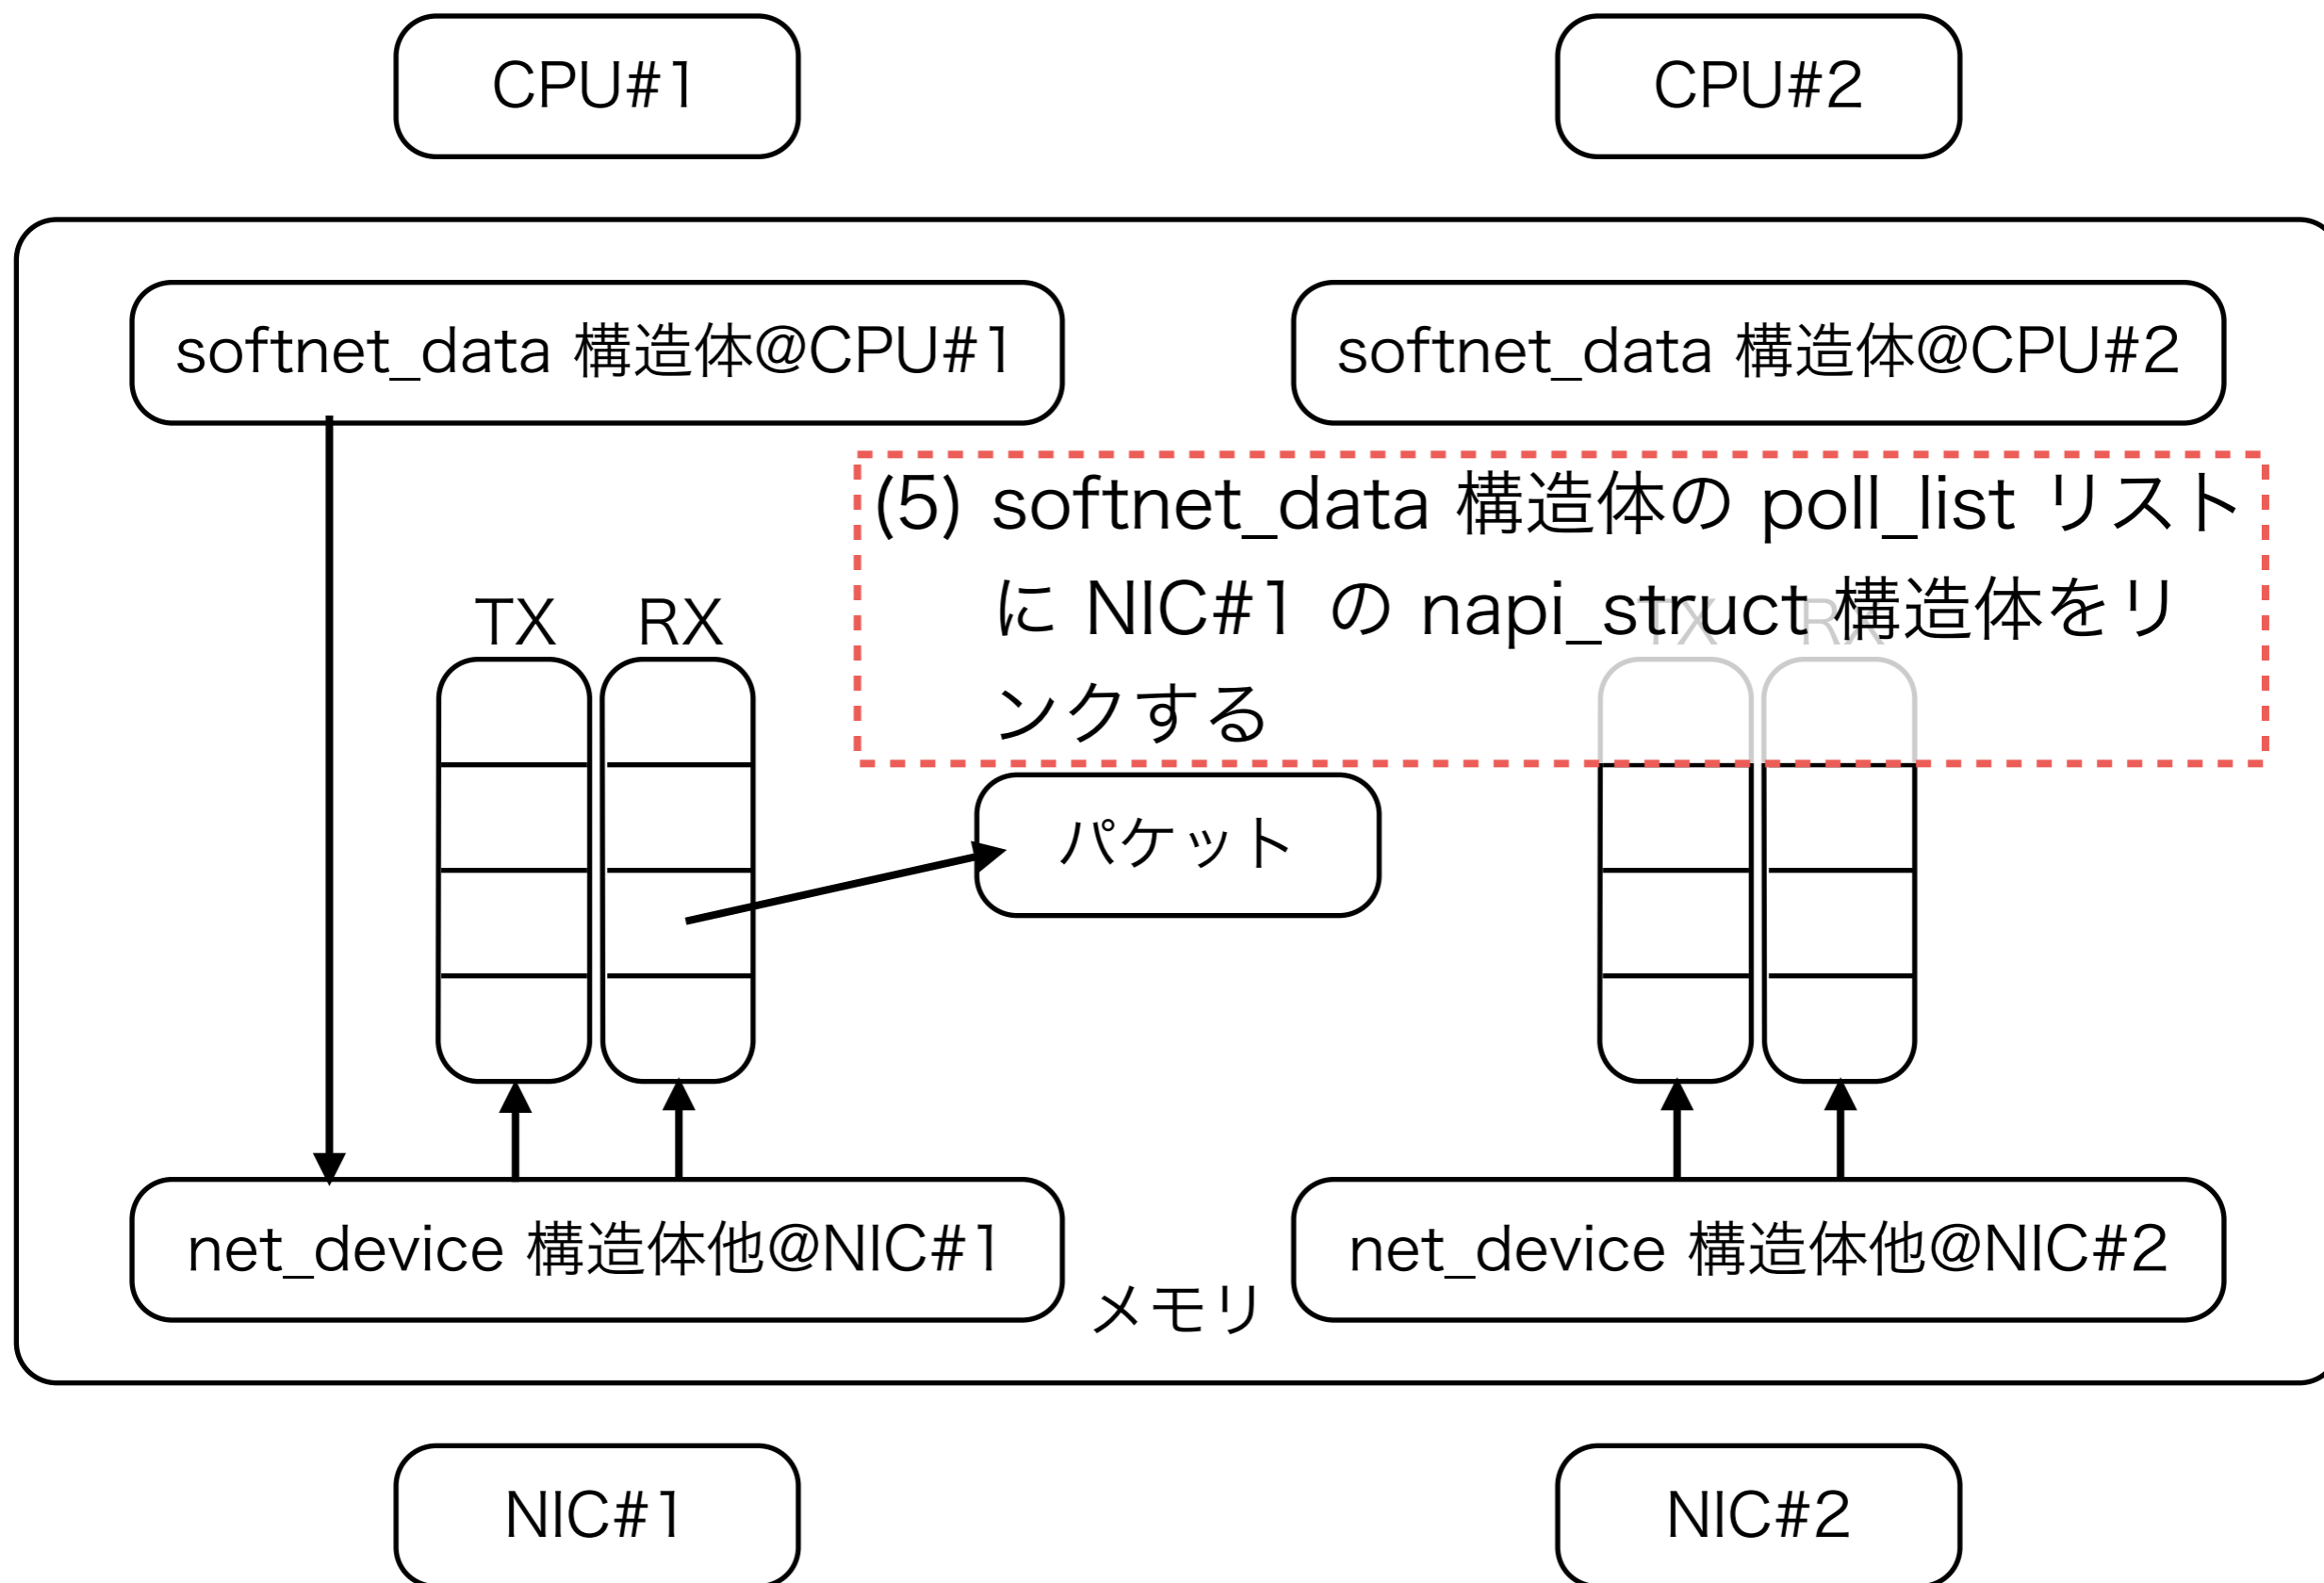 CPU#1
CPU#2
softnet_data 構造体@CPU#1
softnet_data 構造体@CPU#2
(5) softnet_data 構造体の poll_list リスト
に NIC#1 の napi_struct 構造体をリ
ンクする
TX
RX
TX
RX
パケット
net_device 構造体他@NIC#1
net_device 構造体他@NIC#2
メモリ
NIC#1
NIC#2